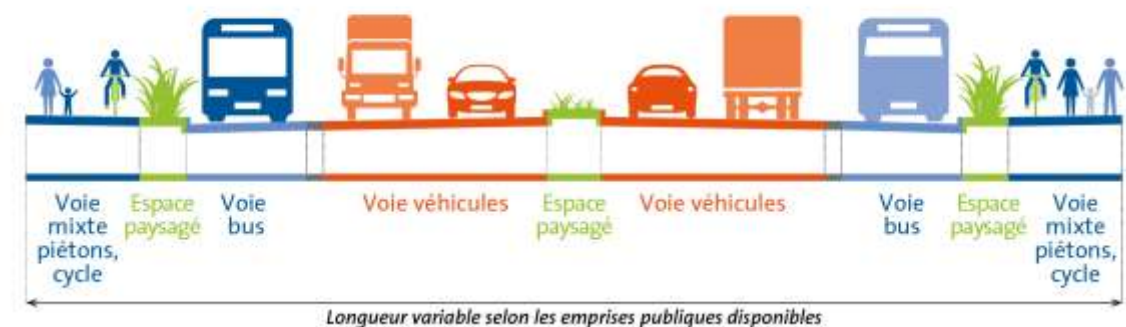 Voie
mixte
piétons,
cycle
Espace
paysagé
Voie
bus
Voie véhicules
Espace
paysagé
Voie véhicules
Voie
bus
Espace
paysagé
Voie
mixte
piétons,
cycle
Longueur variable selon les emprises publiques disponibles